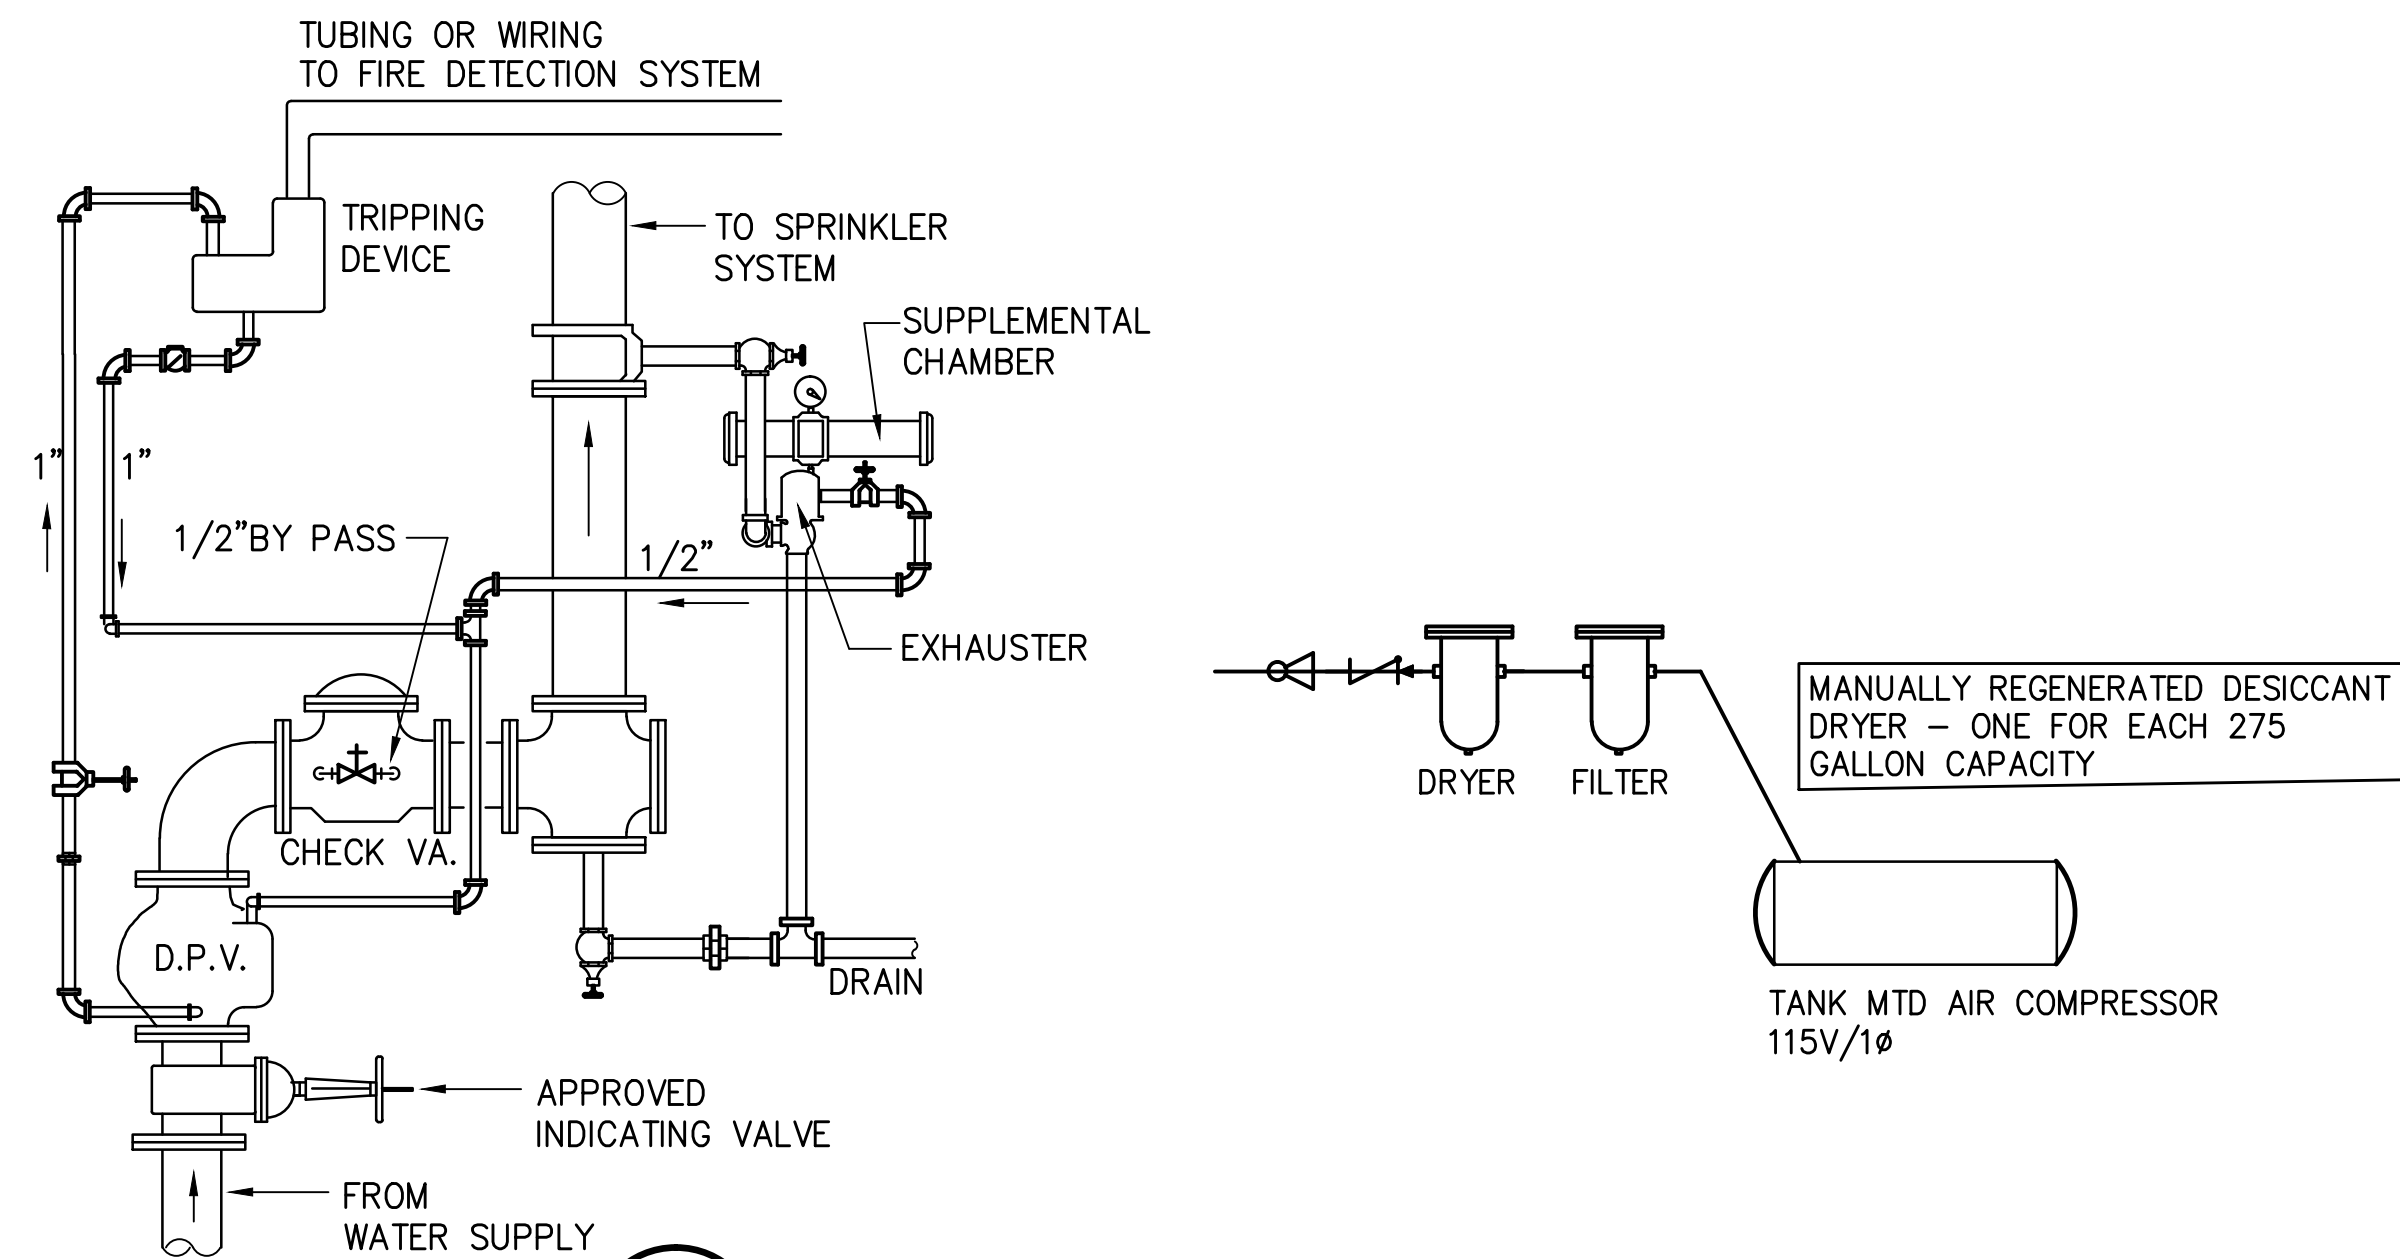 TUBING OR WIRING
TO FIRE DETECTION SYSTEM
TRIPPING
DEVICE
TO SPRINKLER
SYSTEM
SUPPLEMENTAL
CHAMBER
1"
1"
1/2"BY PASS
1/2"
EXHAUSTER
CHECK VA.
D.P.V.
DRAIN
APPROVED
INDICATING VALVE
FROM
WATER SUPPLY
DRYER
FILTER
MANUALLY REGENERATED DESICCANT
DRYER – ONE FOR EACH 275
GALLON CAPACITY
TANK MTD AIR COMPRESSOR
115V/1ø